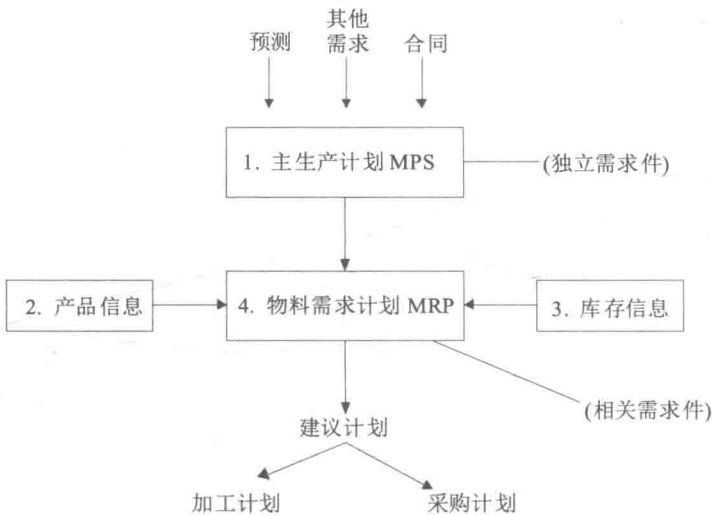 其他
预测 需求 合同
1. 主生产计划 MPS
(独立需求件)
2. 产品信息
4. 物料需求计划 MRP
3. 库存信息
(相关需求件)
建议计划
加工计划
采购计划